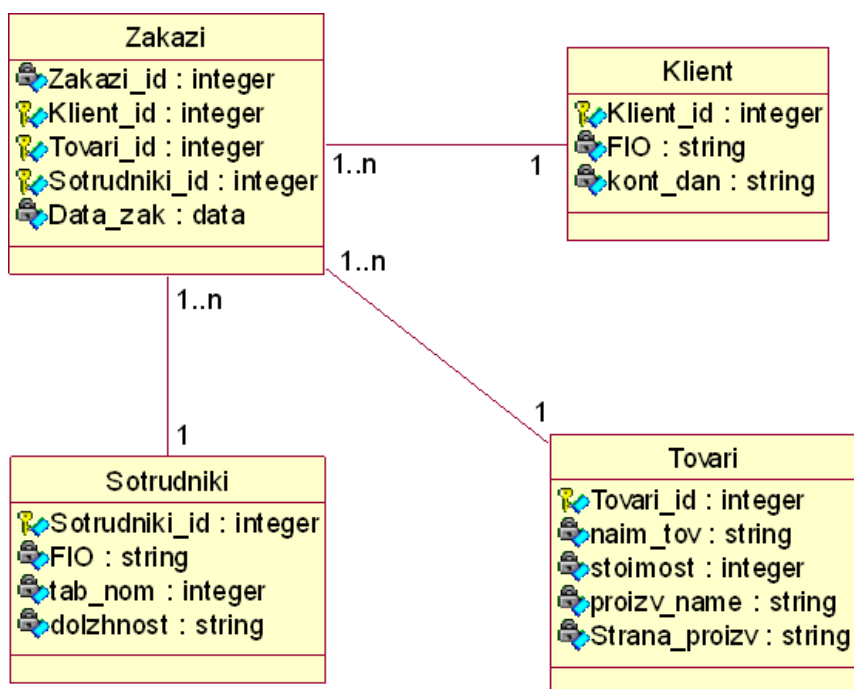 Zakazi
Zakazi_id : integer
Klient_id : integer
Tovari_id : integer
Sotrudniki_id : integer
Data_zak : data
Klient
Klient_id : integer
FIO : string
kont_dan : string
1..n
1
1..n
1..n
1
1
Sotrudniki
Sotrudniki_id : integer
FIO : string
tab_nom : integer
dolzhnost : string
Tovari
Tovari_id : integer
naim_tov : string
stoimost : integer
proizv_name : string
Strana_proizv : string